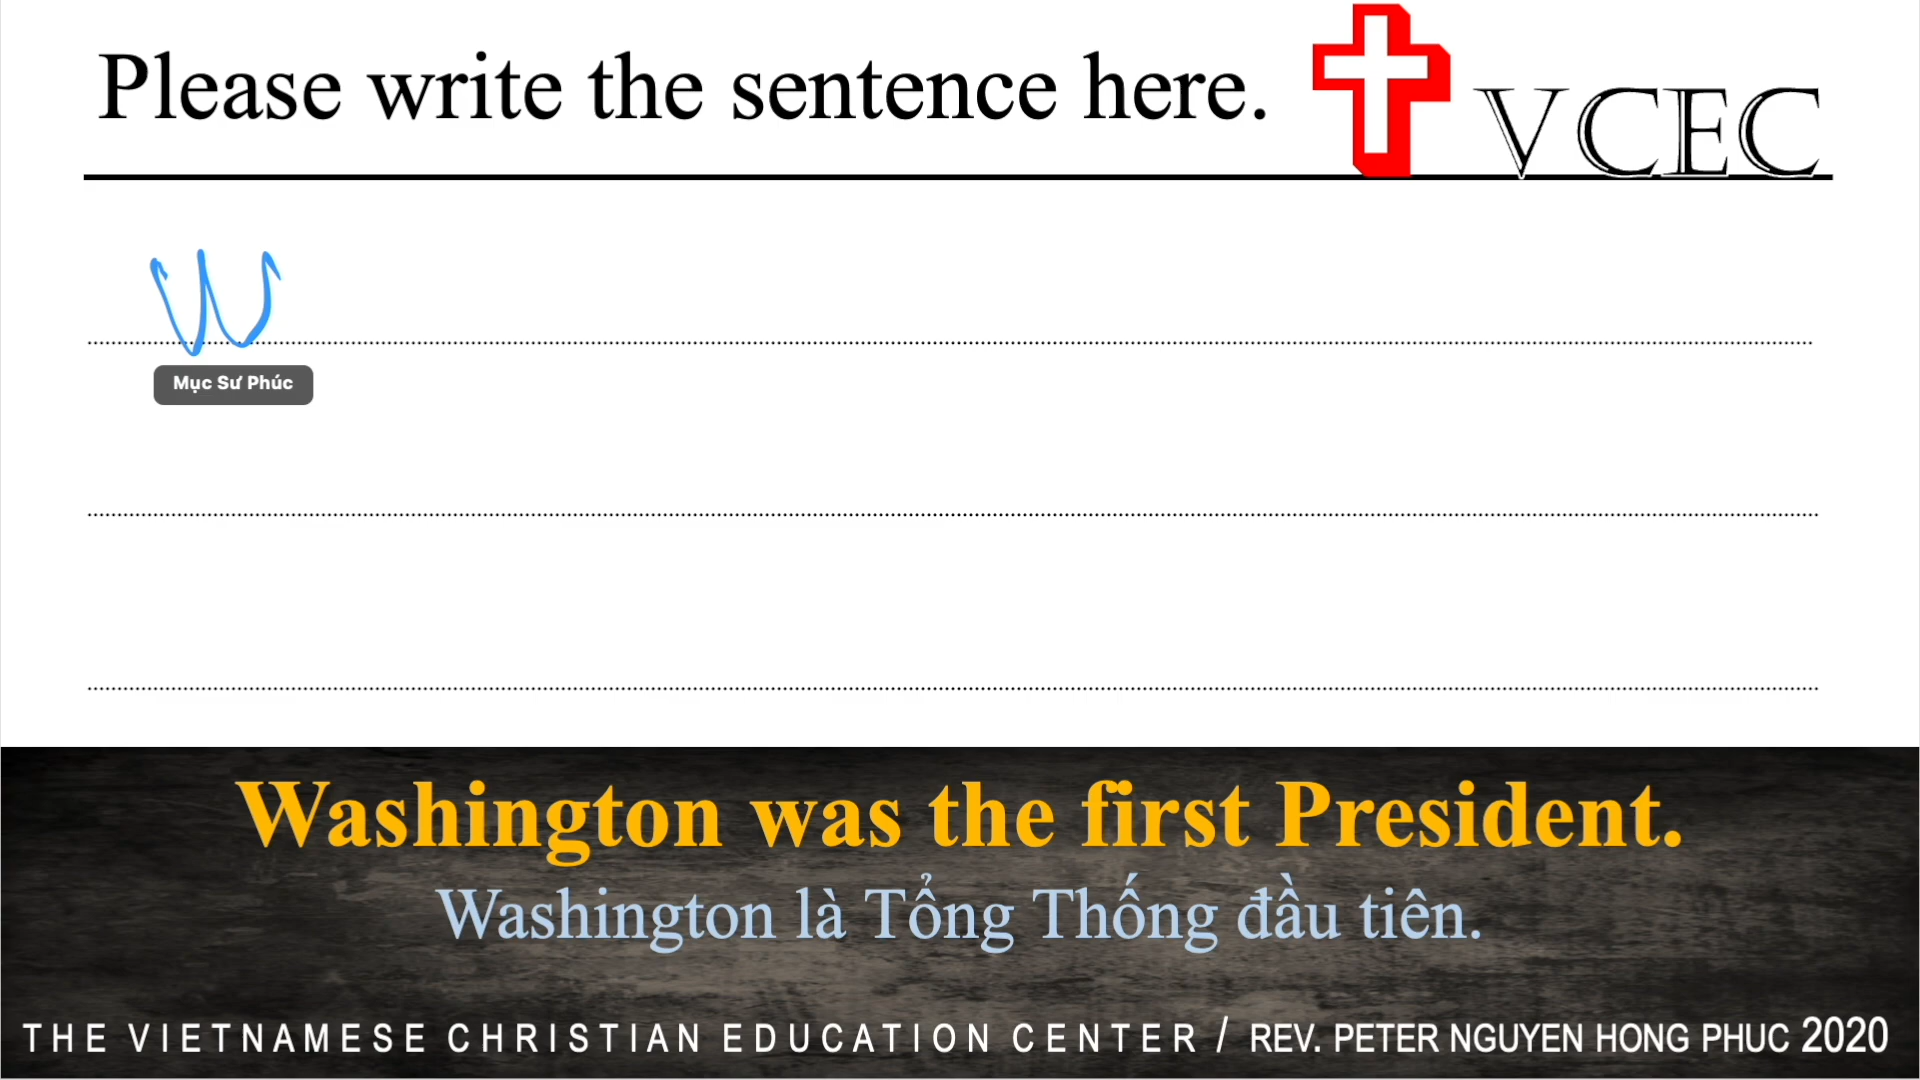 Please write the sentence here.
VCEC
W
Mục Sư Phúc
Washington was the first President.
Washington là Tổng Thống đầu tiên.
THE VIETNAMESE CHRISTIAN EDUCATION CENTER / REV. PETER NGUYEN HONG PHUC 2020